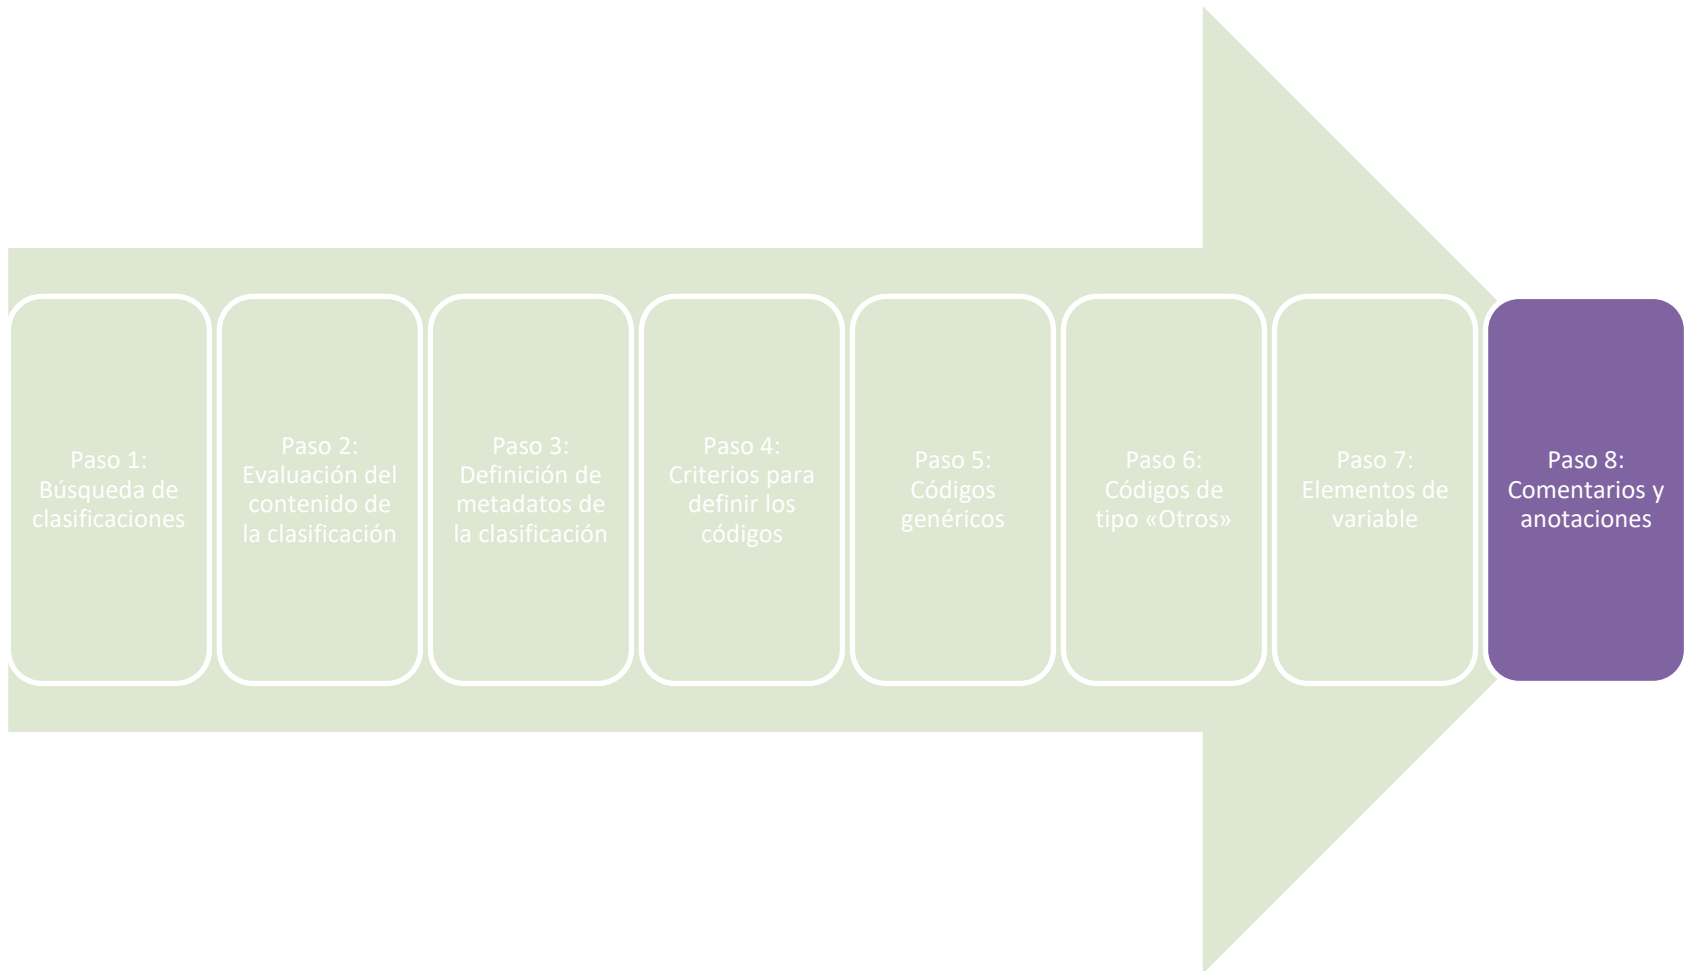 Paso 1:
Búsqueda de
clasificaciones
Paso 2:
Evaluación del
contenido de
la clasificación
Paso 3:
Definición de
metadatos de
la clasificación
Paso 4:
Criterios para
definir los
códigos
Paso 5:
Códigos
genéricos
Paso 6:
Códigos de
tipo «Otros»
Paso 7:
Elementos de
variable
Paso 8:
Comentarios y
anotaciones